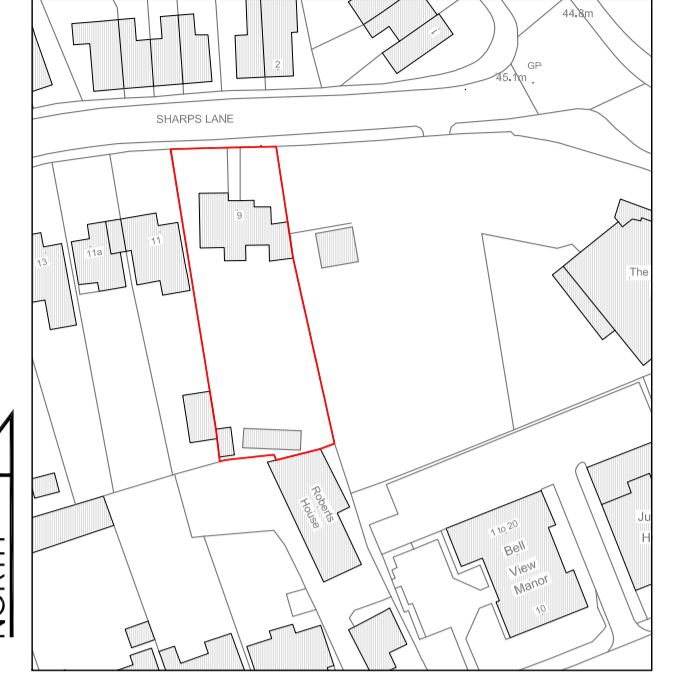 44.8m
GP
45.1m
1
2
SHARPS LANE
9
11
11a
13
The
Roberts
House
1 to 20
Bell
View
Manor
10
Ju
H
NORTH